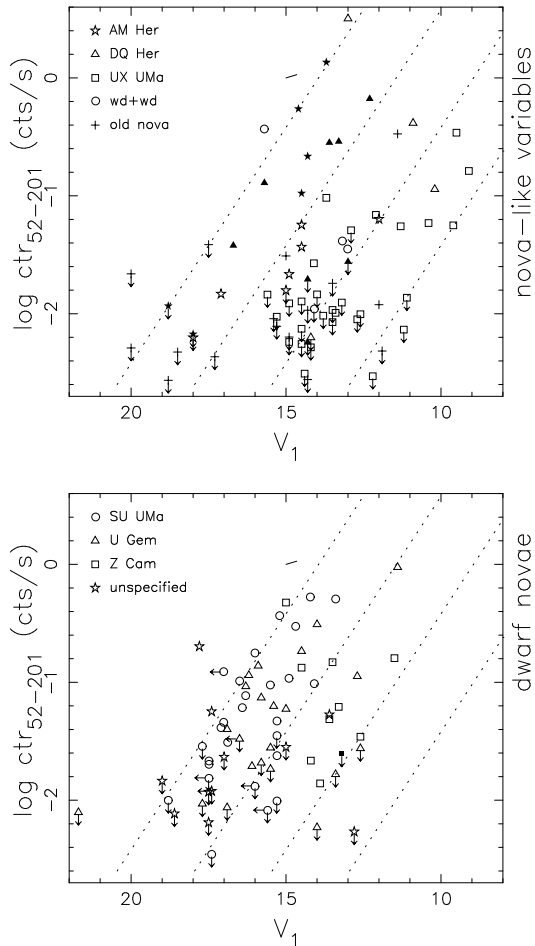 AM Her
DQ Her
UX UMa
wd+wd
old nova
0
−1
−2
log ctr52−201 (cts/s)
nova−like variables
20
15
10
V1
SU UMa
U Gem
Z Cam
unspecified
0
−1
−2
log ctr52−201 (cts/s)
dwarf novae
20
15
10
V1